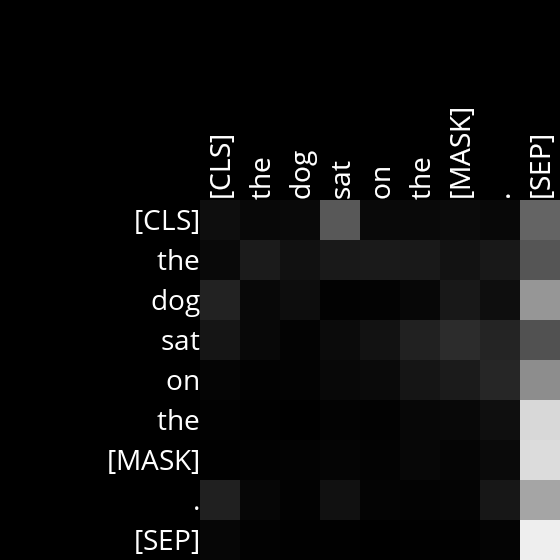 [CLS] the dog sat on the [MASK] . [SEP]
[CLS]
the
dog
sat
on
the
[MASK]
.
[SEP]